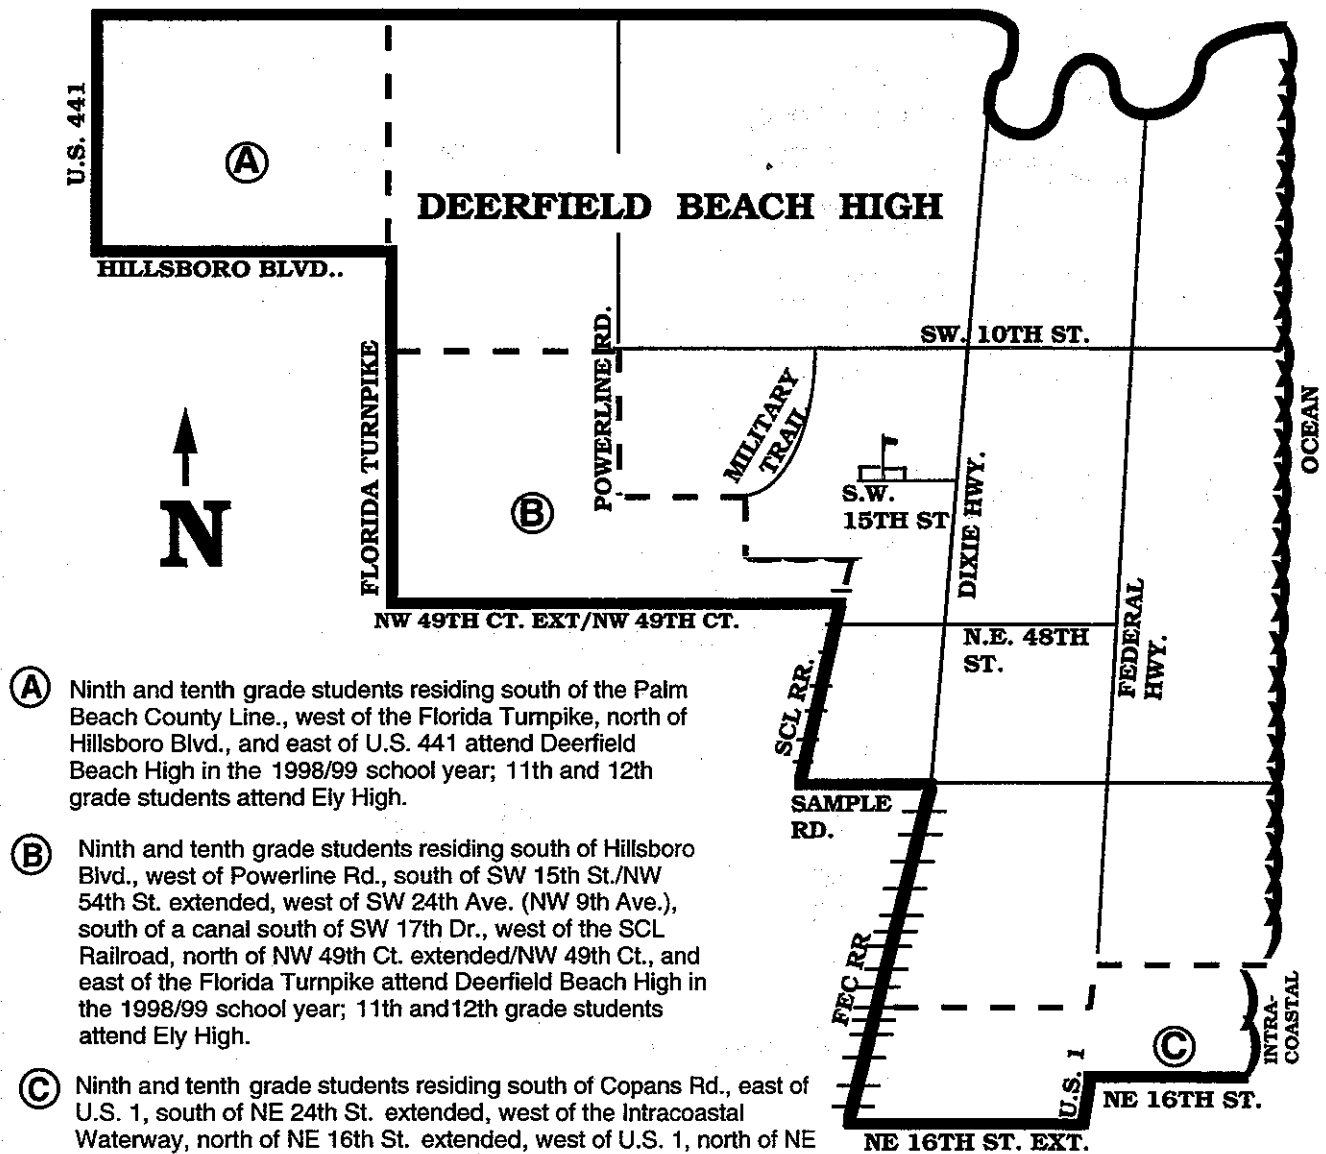 U.S. 441
A
DEERFIELD BEACH HIGH
HILLSBORO BLVD..
POWERLINE RD.
SW. 10TH ST.
FLORIDA TURNPIKE
MILITARY
TRAIL
OCEAN
N
B
S.W.
15TH ST
DIXIE HWY.
NW 49TH CT. EXT/NW 49TH CT.
N.E. 48TH
ST.
FEDERAL
HWY.
SCL RR.
A Ninth and tenth grade students residing south of the Palm
Beach County Line., west of the Florida Turnpike, north of
Hillsboro Blvd., and east of U.S. 441 attend Deerfield
Beach High in the 1998/99 school year; 11th and 12th
grade students attend Ely High.
SAMPLE
RD.
B Ninth and tenth grade students residing south of Hillsboro
Blvd., west of Powerline Rd., south of SW 15th St./NW
54th St. extended, west of SW 24th Ave. (NW 9th Ave.),
south of a canal south of SW 17th Dr., west of the SCL
Railroad, north of NW 49th Ct. extended/NW 49th Ct., and
east of the Florida Turnpike attend Deerfield Beach High in
the 1998/99 school year; 11th and12th grade students
attend Ely High.
FEC RR
INTRA-
COASTAL
C
U.S. 1
NE 16TH ST.
NE 16TH ST. EXT.
C Ninth and tenth grade students residing south of Copans Rd., east of
U.S. 1, south of NE 24th St. extended, west of the Intracoastal
Waterway, north of NE 16th St. extended, west of U.S. 1, north of NE